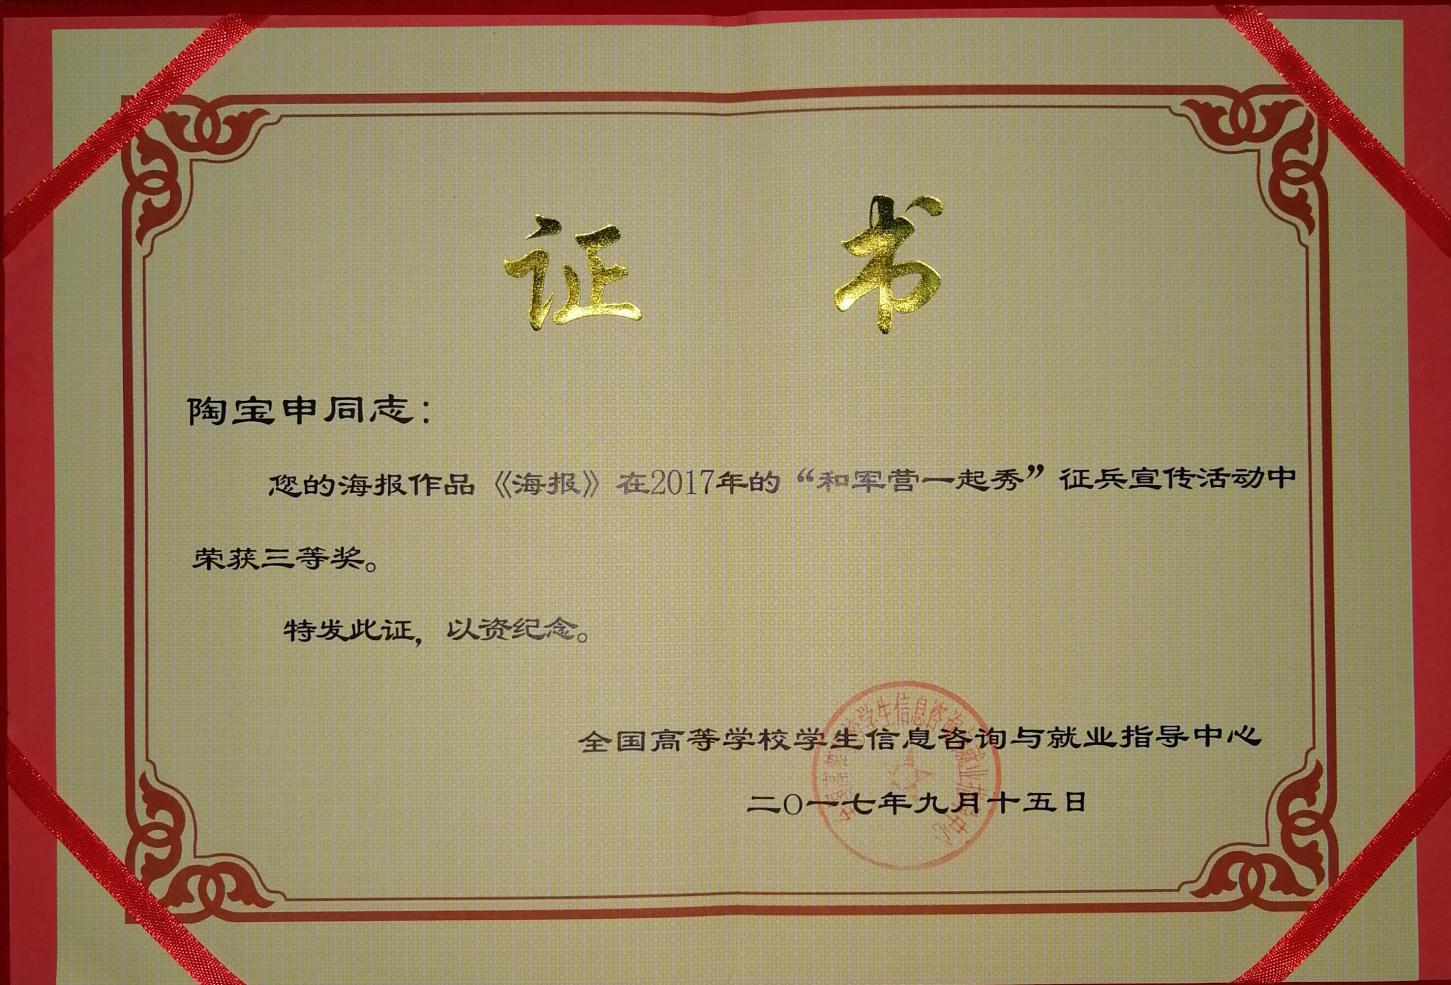 证 书
陶宝申同志：
您的海报作品《海报》在2017年的“和军营一起秀”征兵宣传活动中
荣获三等奖。
特发此证，以资纪念。
全国高等学校学生信息咨询与就业指导中心
二〇一七年九月十五日